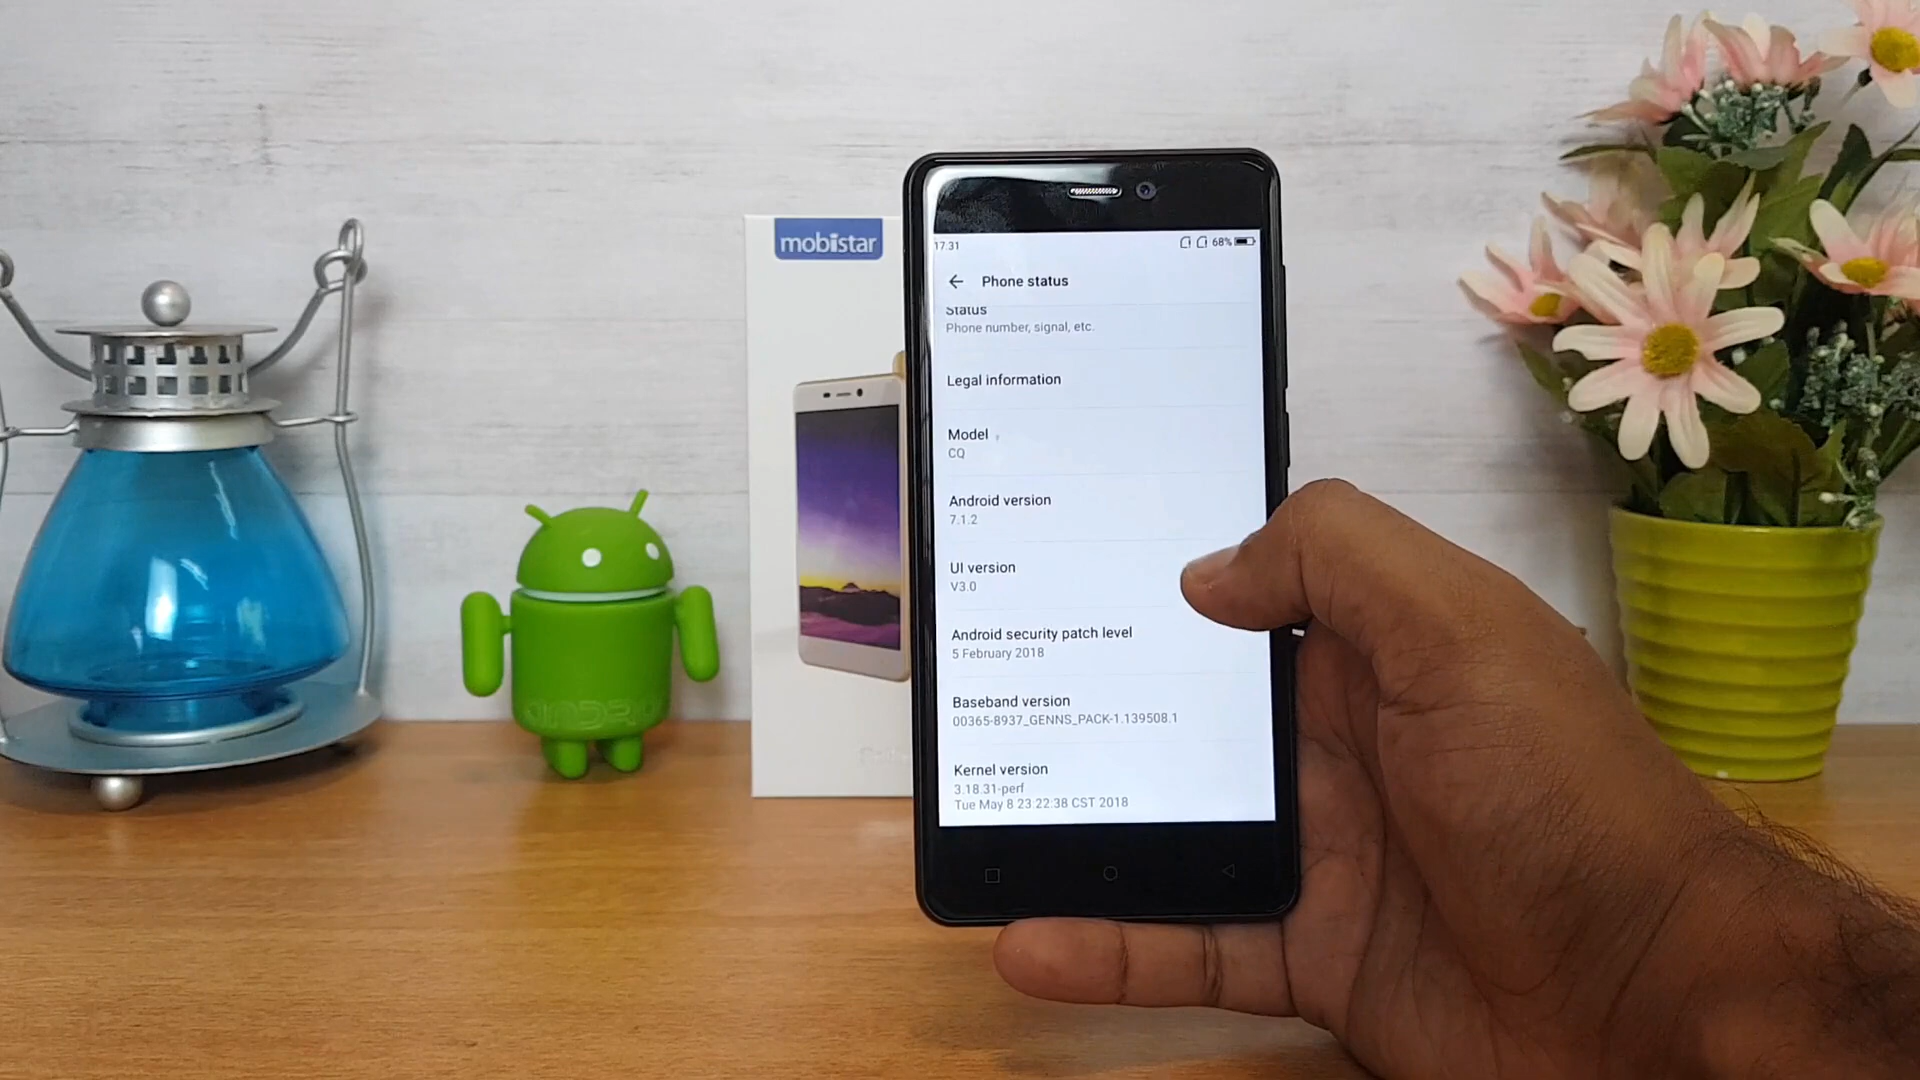 mobiistar
17:31
68%
Phone status
Status
Phone number, signal, etc.
Legal information
Model
CQ
Android version
7.1.2
UI version
V3.0
Android security patch level
5 February 2018
Baseband version
00365-8937_GENNS_PACK-1.139508.1
Kernel version
3.18.31-perf
Tue May 8 23:22:38 CST 2018